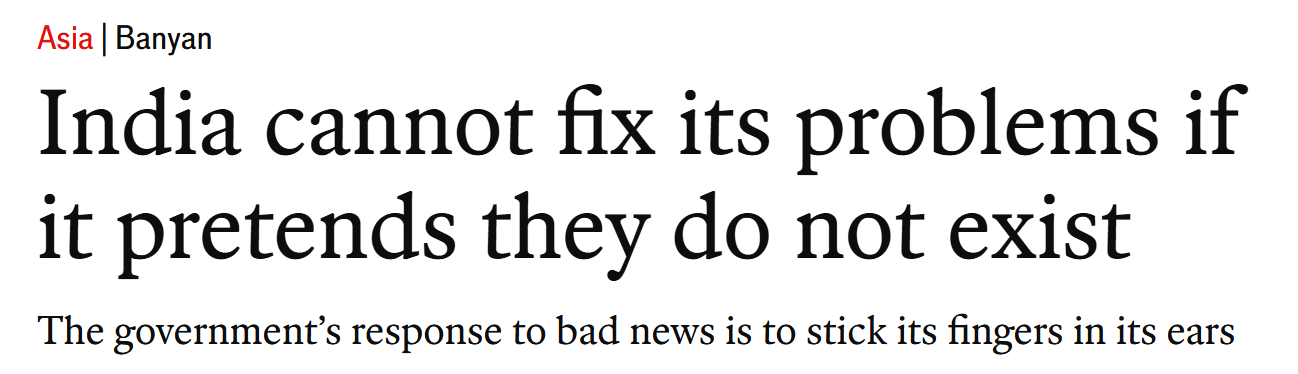 Asia | Banyan
India cannot fix its problems if
it pretends they do not exist
The government’s response to bad news is to stick its fingers in its ears